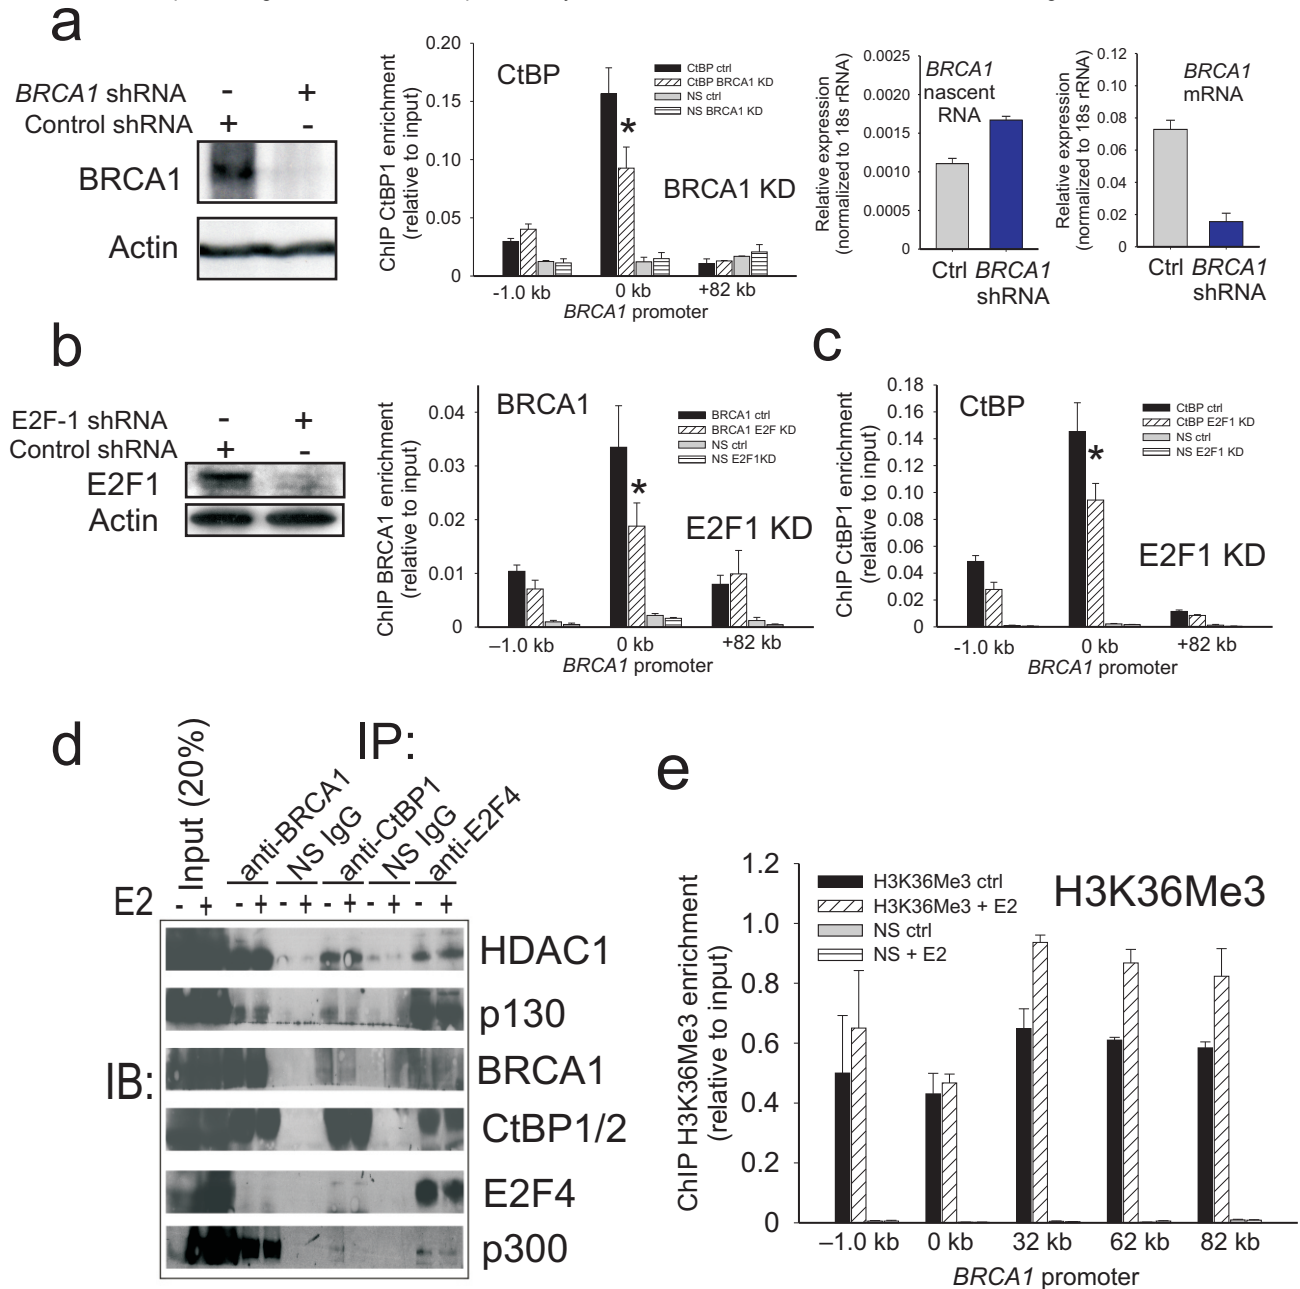 a
BRCA1 shRNA - +
Control shRNA + -
BRCA1
Actin
ChIP CtBP1 enrichment
(relative to input)
0.20
0.15
0.10
0.05
0
CtBP
CtBP ctrl
CtBP BRCA1 KD
NS ctrl
NS BRCA1 KD
*
BRCA1 KD
-1.0 kb 0 kb +82 kb
BRCA1 promoter
Relative expression
(normalized to 18s rRNA)
0.0025
0.0020
0.0015
0.0010
0.0005
0
BRCA1
nascent
RNA
Ctrl BRCA1
shRNA
Relative expression
(normalized to 18s rRNA)
0.12
0.10
0.08
0.06
0.04
0.02
0
BRCA1
mRNA
Ctrl BRCA1
shRNA
b
E2F-1 shRNA - +
Control shRNA + -
E2F1
Actin
ChIP BRCA1 enrichment
(relative to input)
0.04
0.03
0.02
0.01
0
BRCA1
BRCA1 ctrl
BRCA1 E2F KD
NS ctrl
NS E2F1KD
*
E2F1 KD
–1.0 kb 0 kb +82 kb
BRCA1 promoter
c
ChIP CtBP1 enrichment
(relative to input)
0.18
0.16
0.14
0.12
0.10
0.08
0.06
0.04
0.02
0
CtBP
CtBP ctrl
CtBP E2F1 KD
NS ctrl
NS E2F1 KD
*
E2F1 KD
-1.0 kb 0 kb +82 kb
BRCA1 promoter
d
IP:
Input (20%)
anti-BRCA1
NS IgG
anti-CtBP1
NS IgG
anti-E2F4
E2 - + - + - + - + - + - +
IB:
HDAC1
p130
BRCA1
CtBP1/2
E2F4
p300
e
ChIP H3K36Me3 enrichment
(relative to input)
1.2
1.0
0.8
0.6
0.4
0.2
0
H3K36Me3 ctrl
H3K36Me3 + E2
NS ctrl
NS + E2
H3K36Me3
–1.0 kb 0 kb 32 kb 62 kb 82 kb
BRCA1 promoter